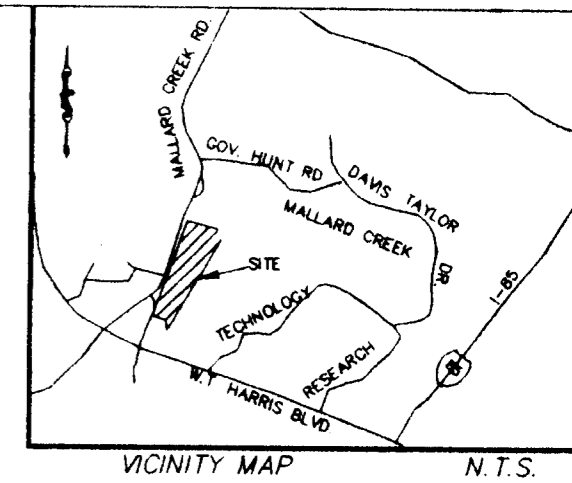 MALLARD CREEK RD.
GOV. HUNT RD
DAVIS TAYLOR
DR.
MALLARD CREEK
SITE
I-85
TECHNOLOGY
RESEARCH
W.T HARRIS BLVD
VICINITY MAP
N.T.S.